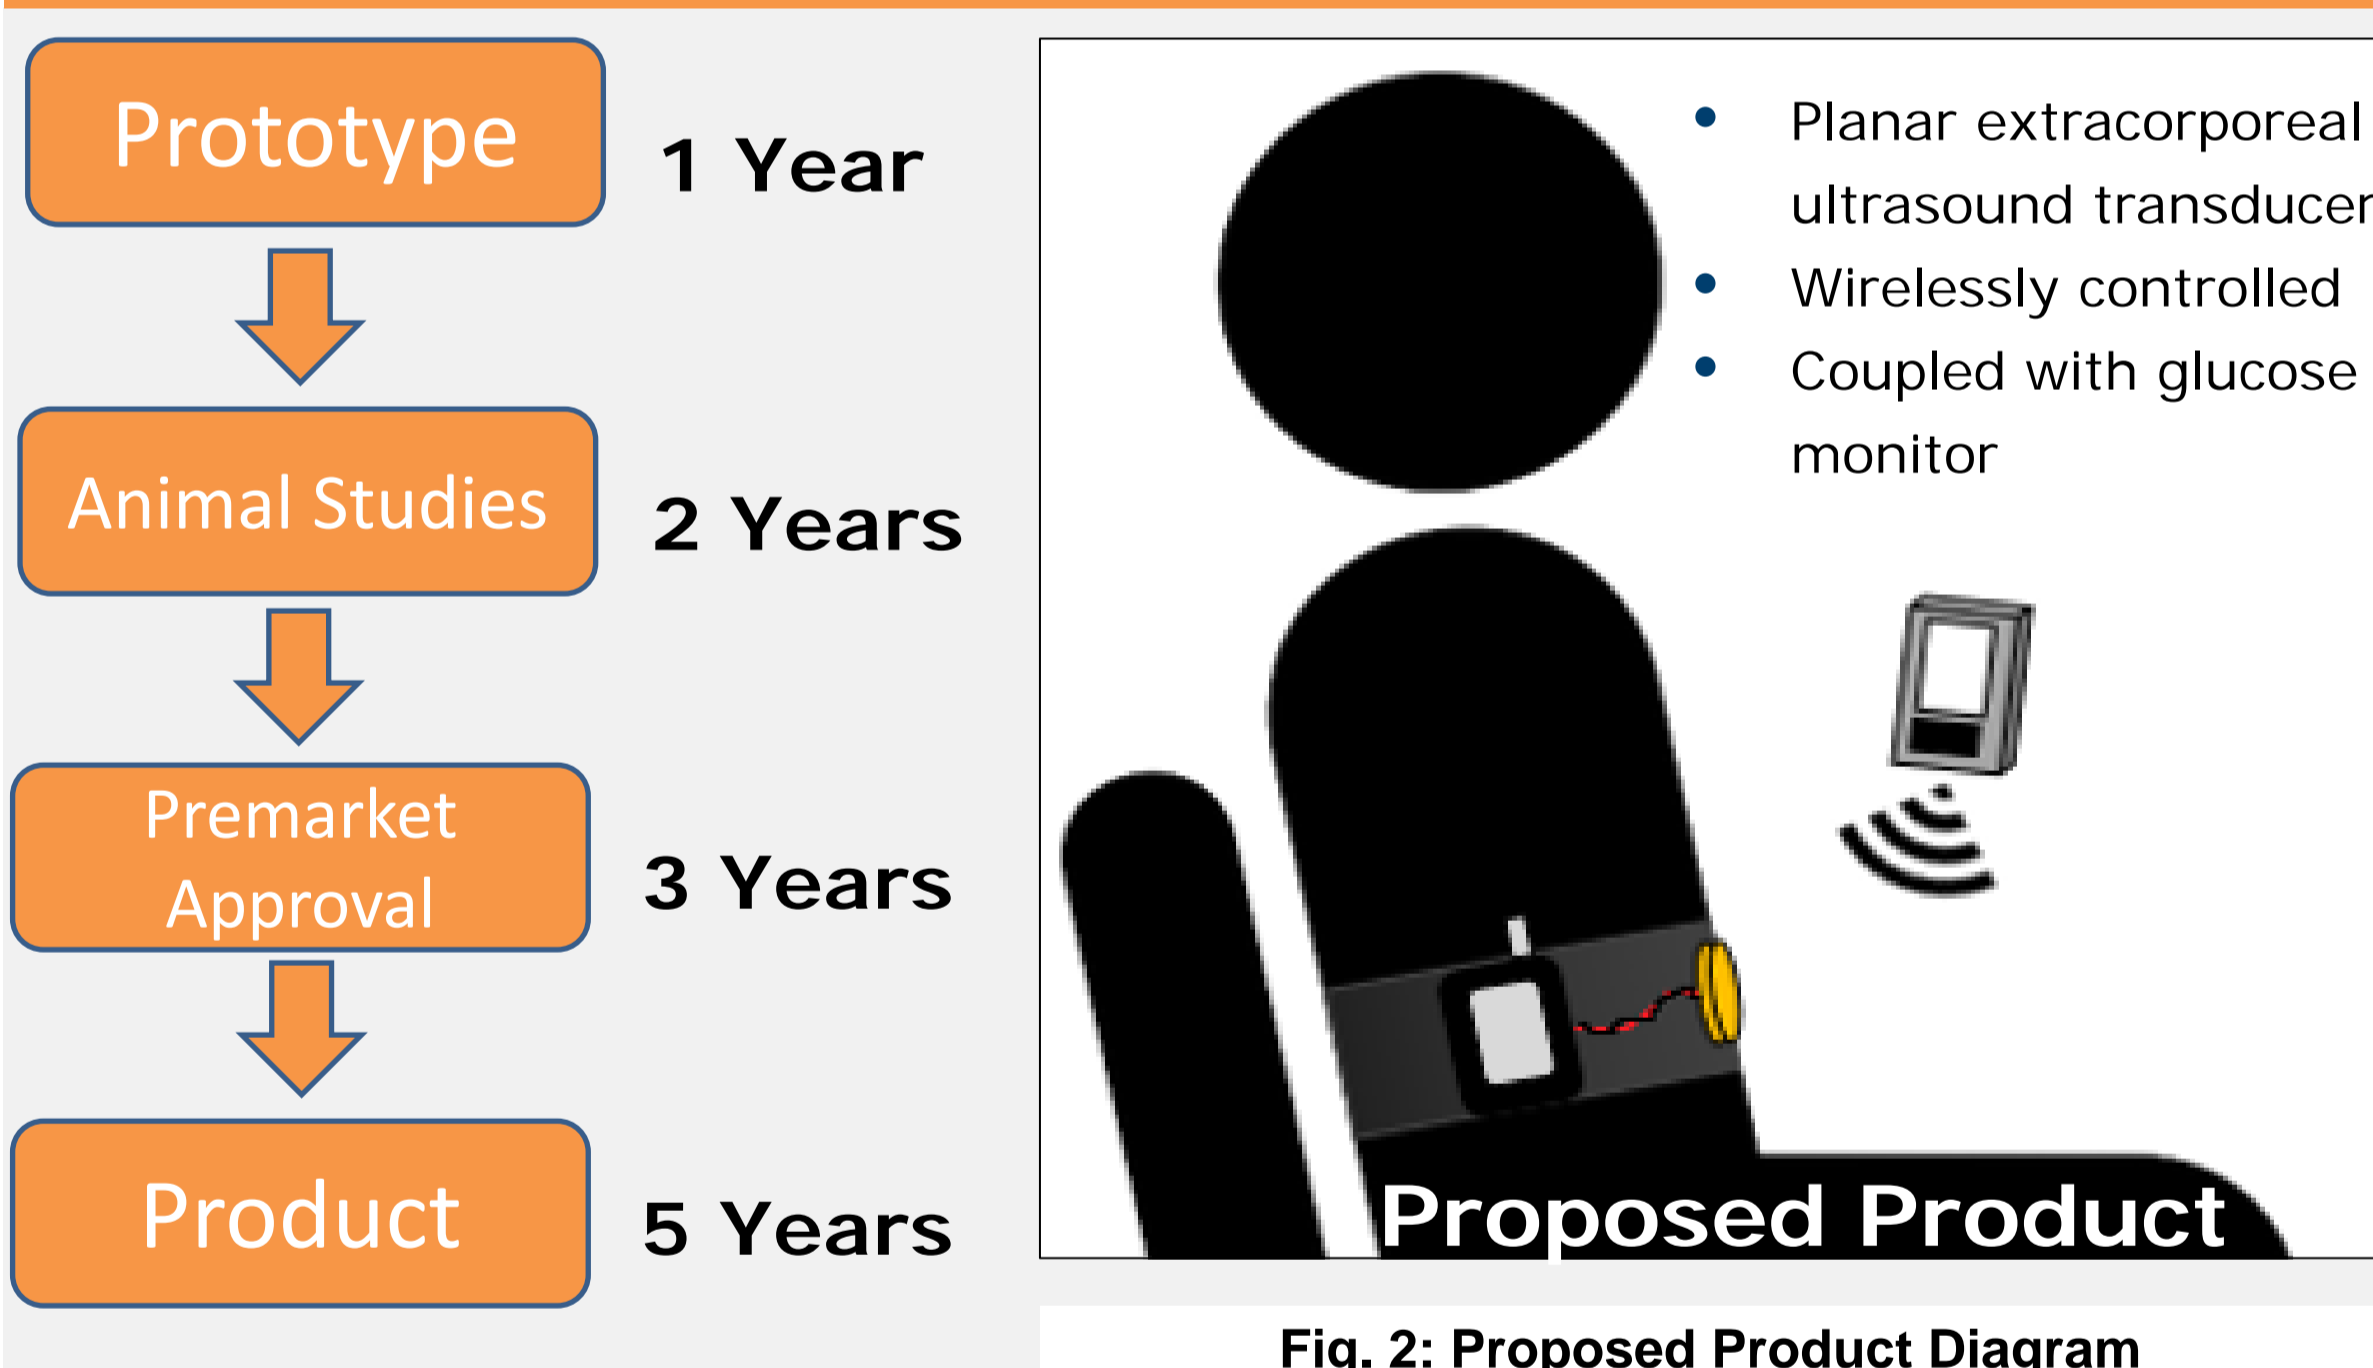 Prototype
1 Year
Animal Studies
2 Years
Premarket
Approval
3 Years
Product
5 Years
• Planar extracorporeal
ultrasound transducer
• Wirelessly controlled
• Coupled with glucose
monitor
Proposed Product
Fig. 2: Proposed Product Diagram